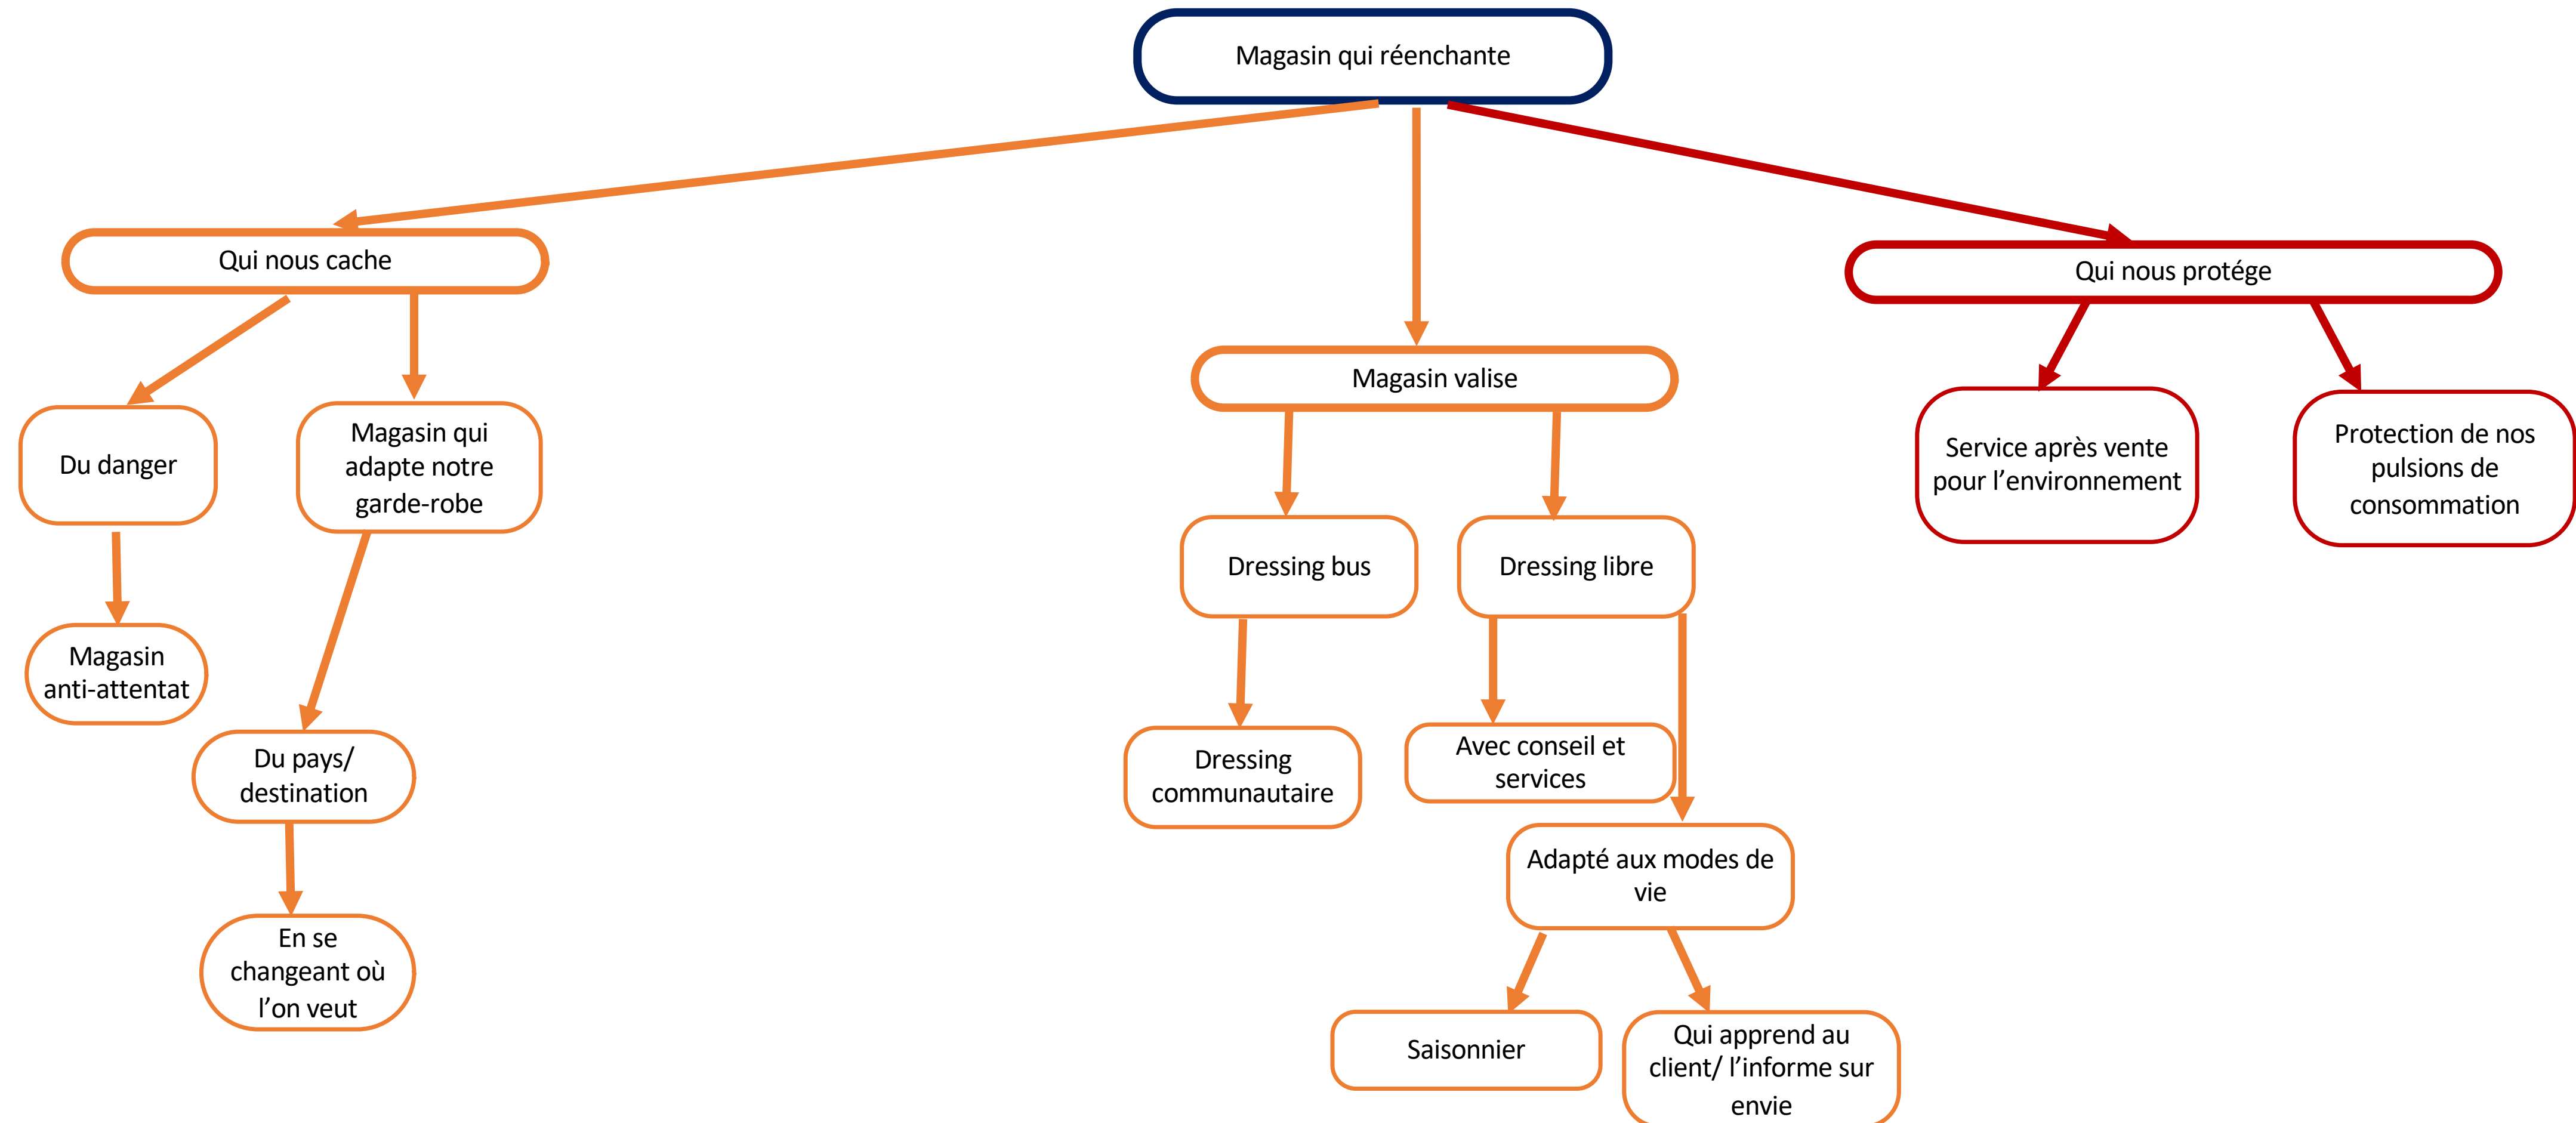 Magasin qui réenchante
Qui nous cache
Qui nous protége
Magasin valise
Du danger
Magasin qui
adapte notre
garde-robe
Service après vente
pour l’environnement
Protection de nos
pulsions de
consommation
Dressing bus
Dressing libre
Magasin
anti-attentat
Du pays/
destination
Dressing
communautaire
Avec conseil et
services
Adapté aux modes de
vie
En se
changeant où
l’on veut
Saisonnier
Qui apprend au
client/ l’informe sur
envie